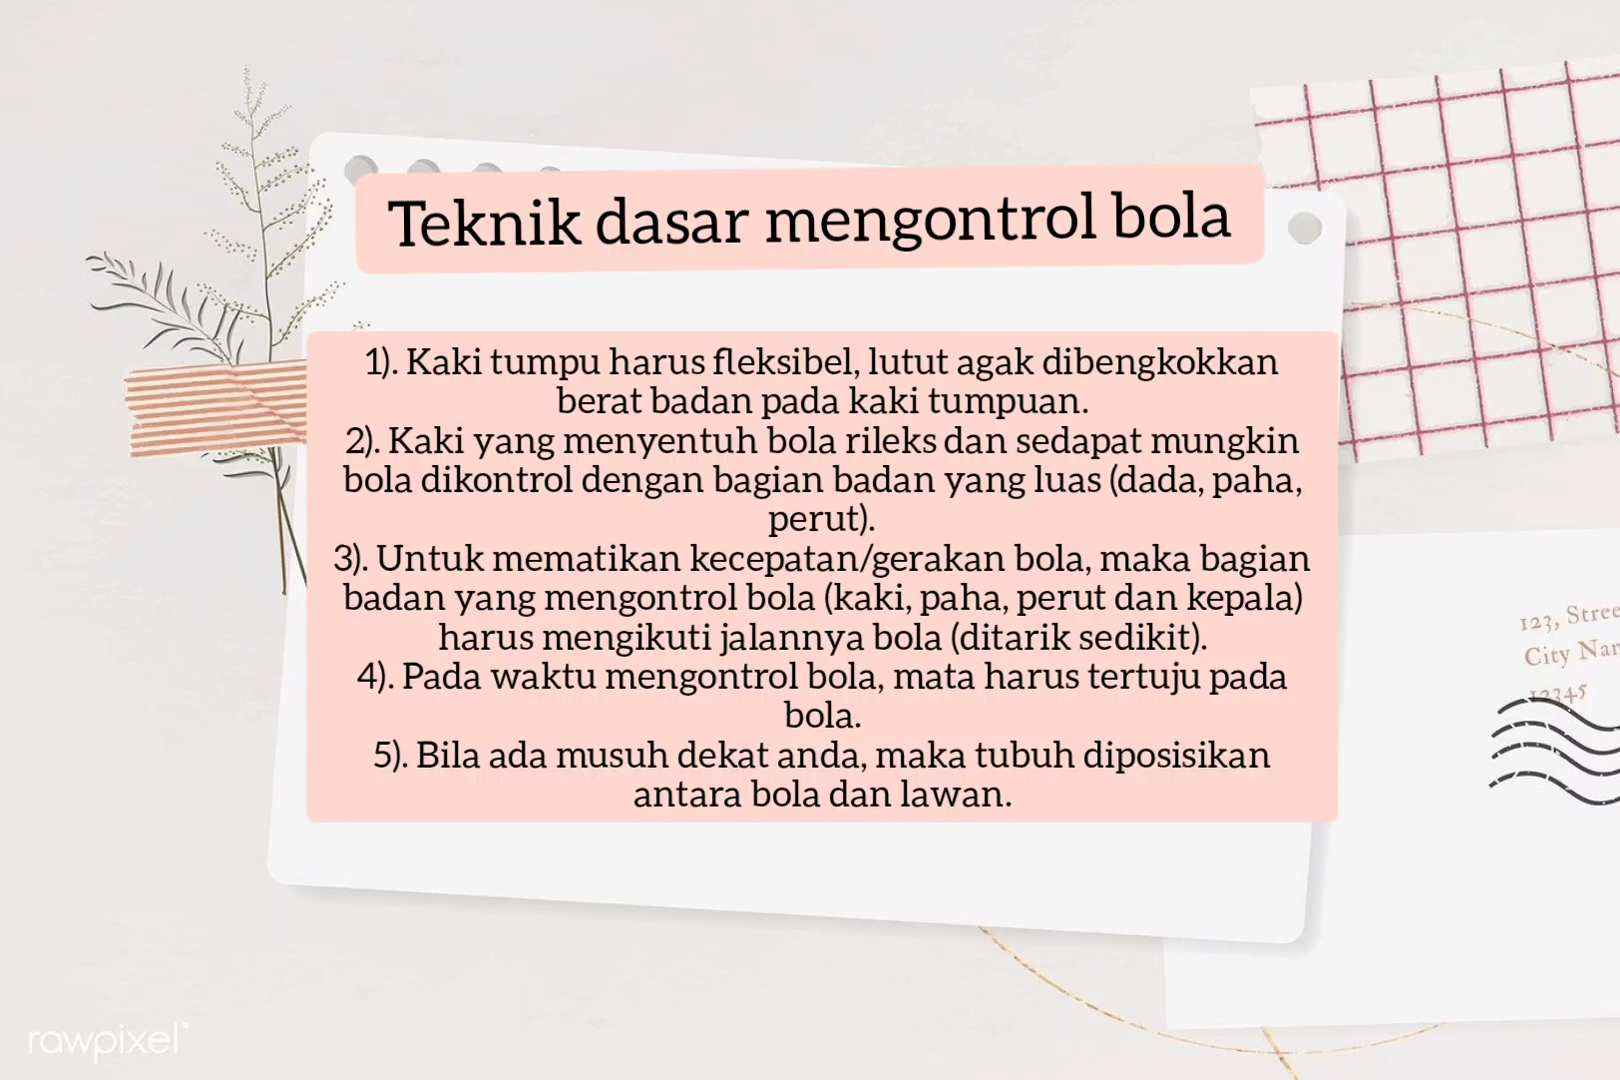 Teknik dasar mengontrol bola
1). Kaki tumpu harus fleksibel, lutut agak dibengkokkan
berat badan pada kaki tumpuan.
2). Kaki yang menyentuh bola rileks dan sedapat mungkin
bola dikontrol dengan bagian badan yang luas (dada, paha,
perut).
3). Untuk mematikan kecepatan/gerakan bola, maka bagian
badan yang mengontrol bola (kaki, paha, perut dan kepala)
harus mengikuti jalannya bola (ditarik sedikit).
4). Pada waktu mengontrol bola, mata harus tertuju pada
bola.
5). Bila ada musuh dekat anda, maka tubuh diposisikan
antara bola dan lawan.
123, Stree
City Nam
12345
rawpixel